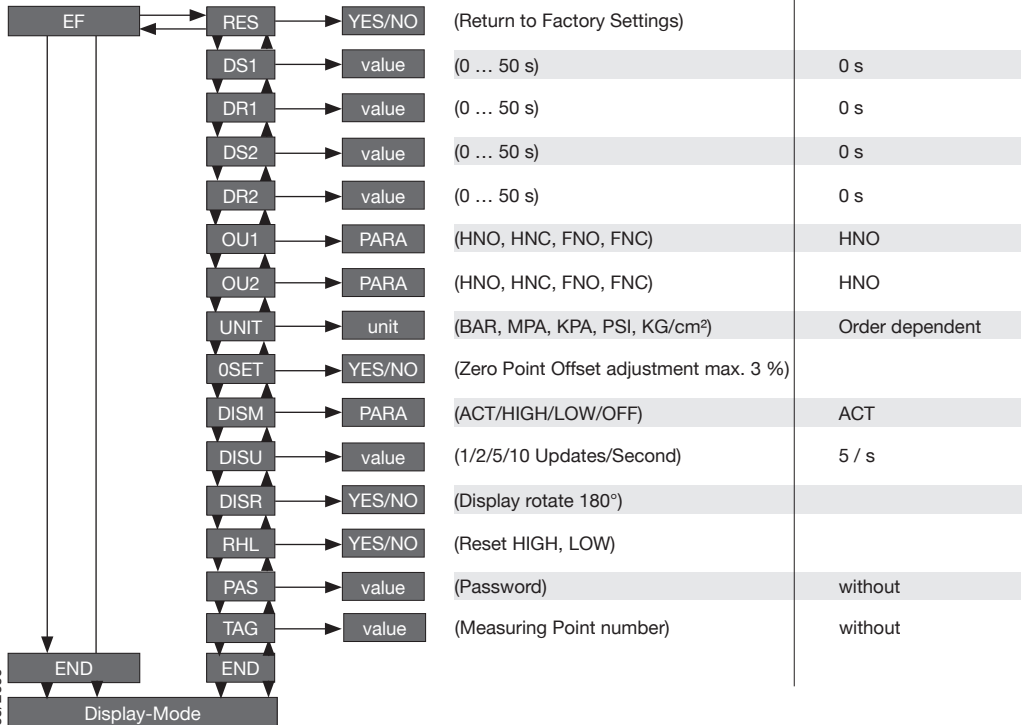 EF RES YES/NO (Return to Factory Settings)
DS1 value (0 … 50 s) 0 s
DR1 value (0 … 50 s) 0 s
DS2 value (0 … 50 s) 0 s
DR2 value (0 … 50 s) 0 s
OU1 PARA (HNO, HNC, FNO, FNC) HNO
OU2 PARA (HNO, HNC, FNO, FNC) HNO
UNIT unit (BAR, MPA, KPA, PSI, KG/cm²) Order dependent
0SET YES/NO (Zero Point Offset adjustment max. 3 %)
DISM PARA (ACT/HIGH/LOW/OFF) ACT
DISU value (1/2/5/10 Updates/Second) 5 / s
DISR YES/NO (Display rotate 180°)
RHL YES/NO (Reset HIGH, LOW)
PAS value (Password) without
TAG value (Measuring Point number) without
END END
Display-Mode